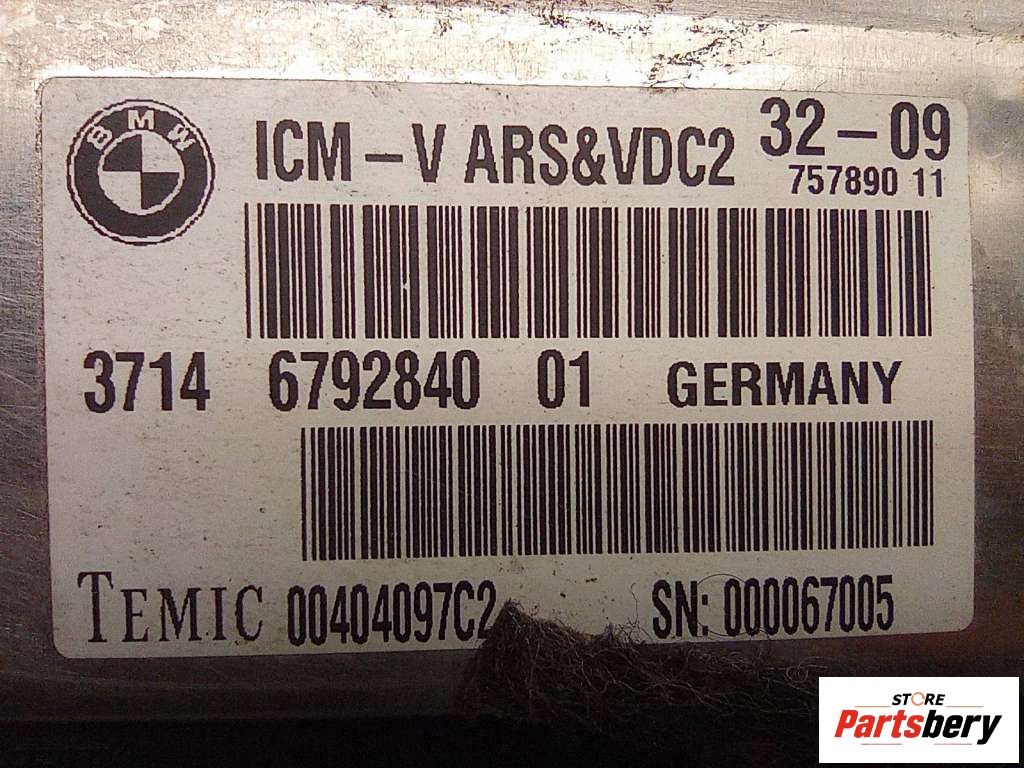 BMW
ICM – V ARS&VDC2 32 – 09
757890 11
3714 6792840 01 GERMANY
TEMIC 00404097C2 SN: 000067005
STORE
Partsbery